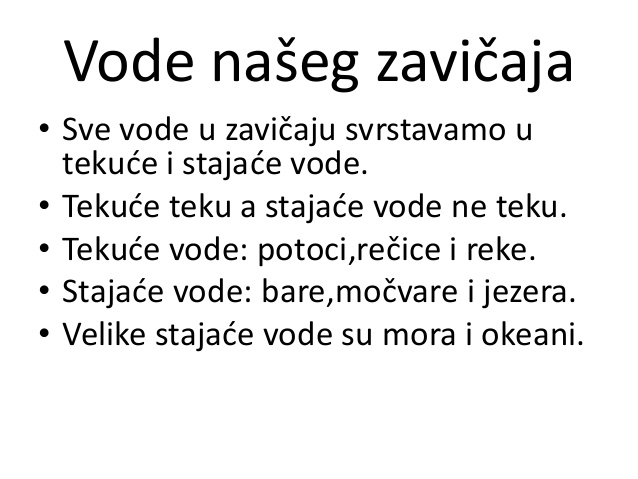 Vode našeg zavičaja
• Sve vode u zavičaju svrstavamo u
tekuće i stajaće vode.
• Tekuće teku a stajaće vode ne teku.
• Tekuće vode: potoci,rečice i reke.
• Stajaće vode: bare,močvare i jezera.
• Velike stajaće vode su mora i okeani.